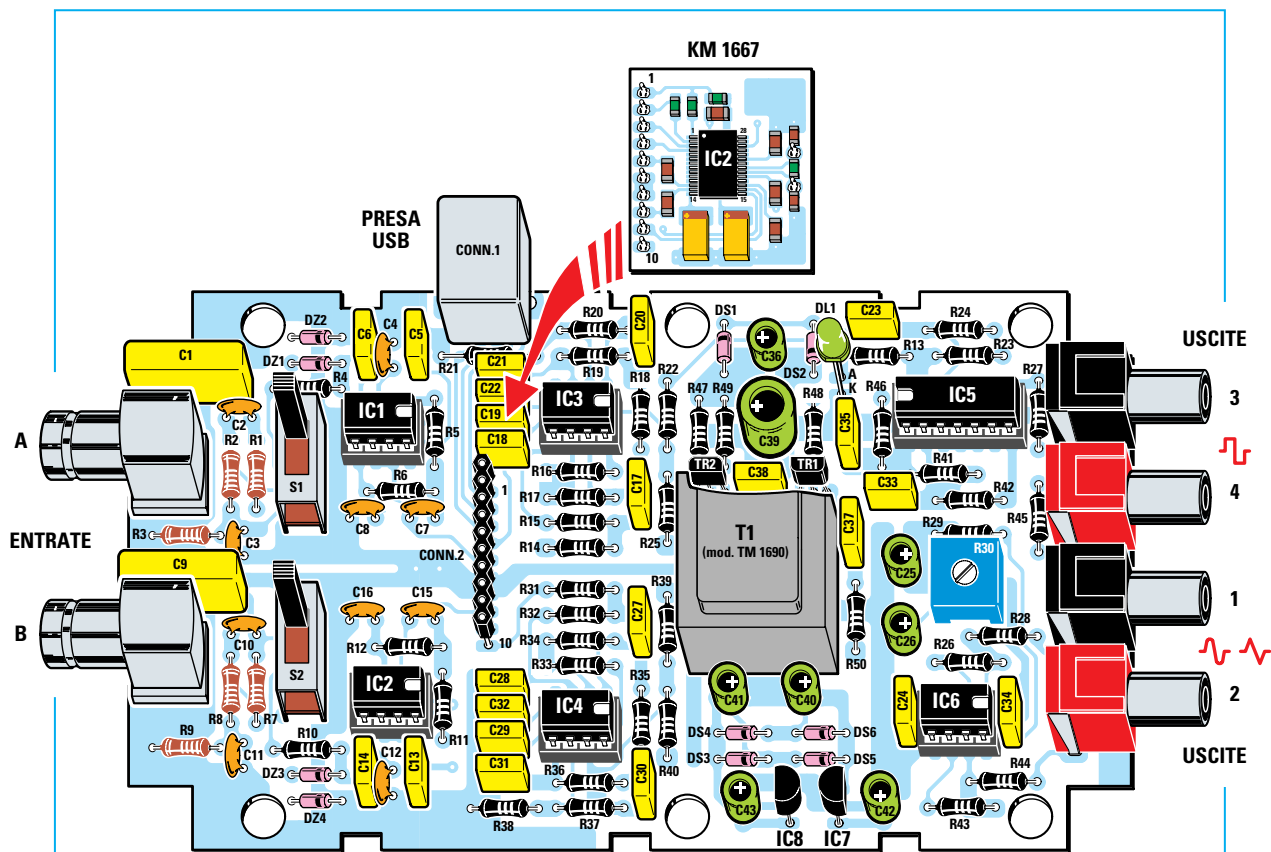 KM 1667
1
1
28
IC2
14
15
10
PRESA
USB
CONN.1
DZ2
C6
C4
C5
R20
C20
DS1
DL1
C23
R24
USCITE
C1
DZ1
R4
R21
C21
R19
C36
DS2
R13
R23
C22
R18
R22
R47
R49
R48
A
K
R46
R27
C2
IC1
R5
C19
IC3
C39
C35
IC5
3
A
R2
R1
C18
S1
R6
1
R16
C17
TR2
C38
TR1
C33
R41
4
R17
R42
R3
C3
C8
C7
R15
R25
T1
(mod. TM 1690)
C37
R29
R45
ENTRATE
R14
C9
CONN.2
R30
C25
C16
C15
R31
R39
1
B
C10
R32
C27
C26
R28
R12
10
R34
R50
R26
S2
R33
R8
R7
IC2
C28
R35
C41
C40
C24
IC6
C34
2
C32
IC4
R9
C11
R10
R11
C29
DS4
DS6
USCITE
DZ3
C14
C12
C13
C31
R36
C30
R40
DS3
DS5
R44
DZ4
R38
R37
C43
C42
R43
IC8
IC7